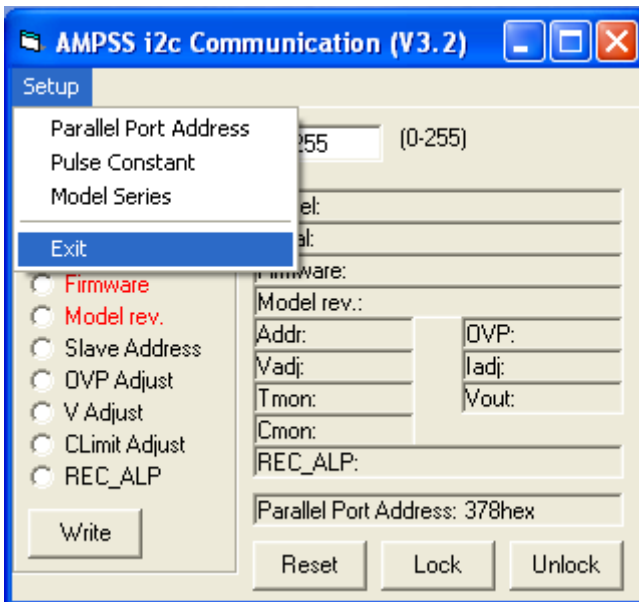 AMPSS i2c Communication (V3.2)
Setup
Parallel Port Address
Pulse Constant
Model Series
Exit
255 (0-255)
Firmware:
Model rev.:
Addr: OVP:
Vadj: Iadj:
Tmon: Vout:
Cmon:
REC_ALP:
Parallel Port Address: 378hex
Firmware
Model rev.
Slave Address
OVP Adjust
V Adjust
CLimit Adjust
REC_ALP
Write
Reset Lock Unlock